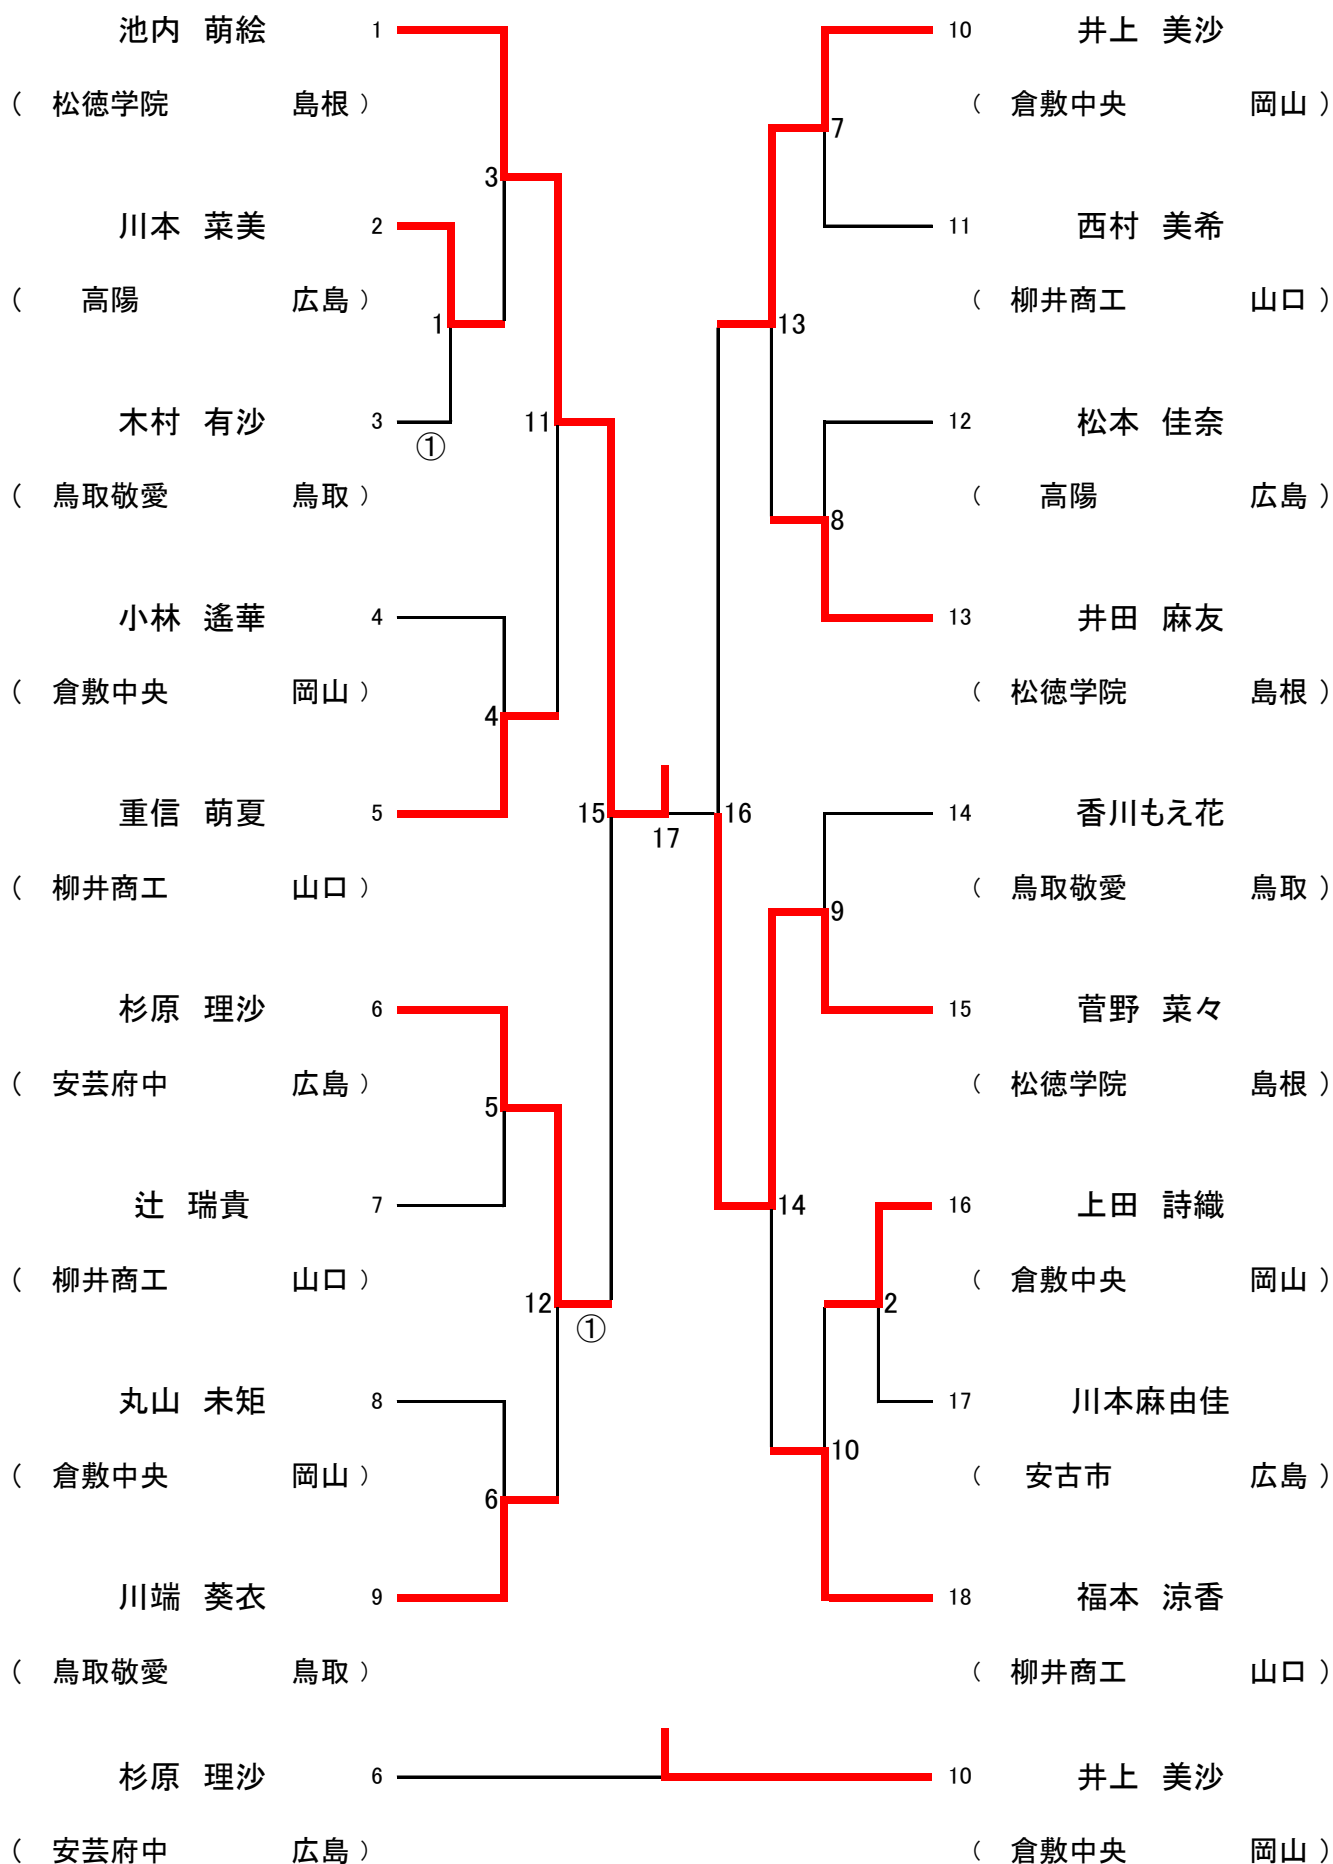 池内 萌絵 1
( 松徳学院 島根 )
3
川本 菜美 2
( 高陽 広島 )
1
木村 有沙 3
①
11
( 鳥取敬愛 鳥取 )
小林 遙華 4
( 倉敷中央 岡山 )
4
重信 萌夏 5
15
17
( 柳井商工 山口 )
杉原 理沙 6
( 安芸府中 広島 )
5
辻 瑞貴 7
( 柳井商工 山口 )
12
①
丸山 未矩 8
( 倉敷中央 岡山 )
6
川端 葵衣 9
( 鳥取敬愛 鳥取 )
10 井上 美沙
( 倉敷中央 岡山 )
7
11 西村 美希
( 柳井商工 山口 )
13
12 松本 佳奈
( 高陽 広島 )
8
13 井田 麻友
( 松徳学院 島根 )
16
14 香川もえ花
( 鳥取敬愛 鳥取 )
9
15 菅野 菜々
( 松徳学院 島根 )
14
16 上田 詩織
( 倉敷中央 岡山 )
2
17 川本麻由佳
10
( 安古市 広島 )
18 福本 涼香
( 柳井商工 山口 )
杉原 理沙 6
( 安芸府中 広島 )
10 井上 美沙
( 倉敷中央 岡山 )